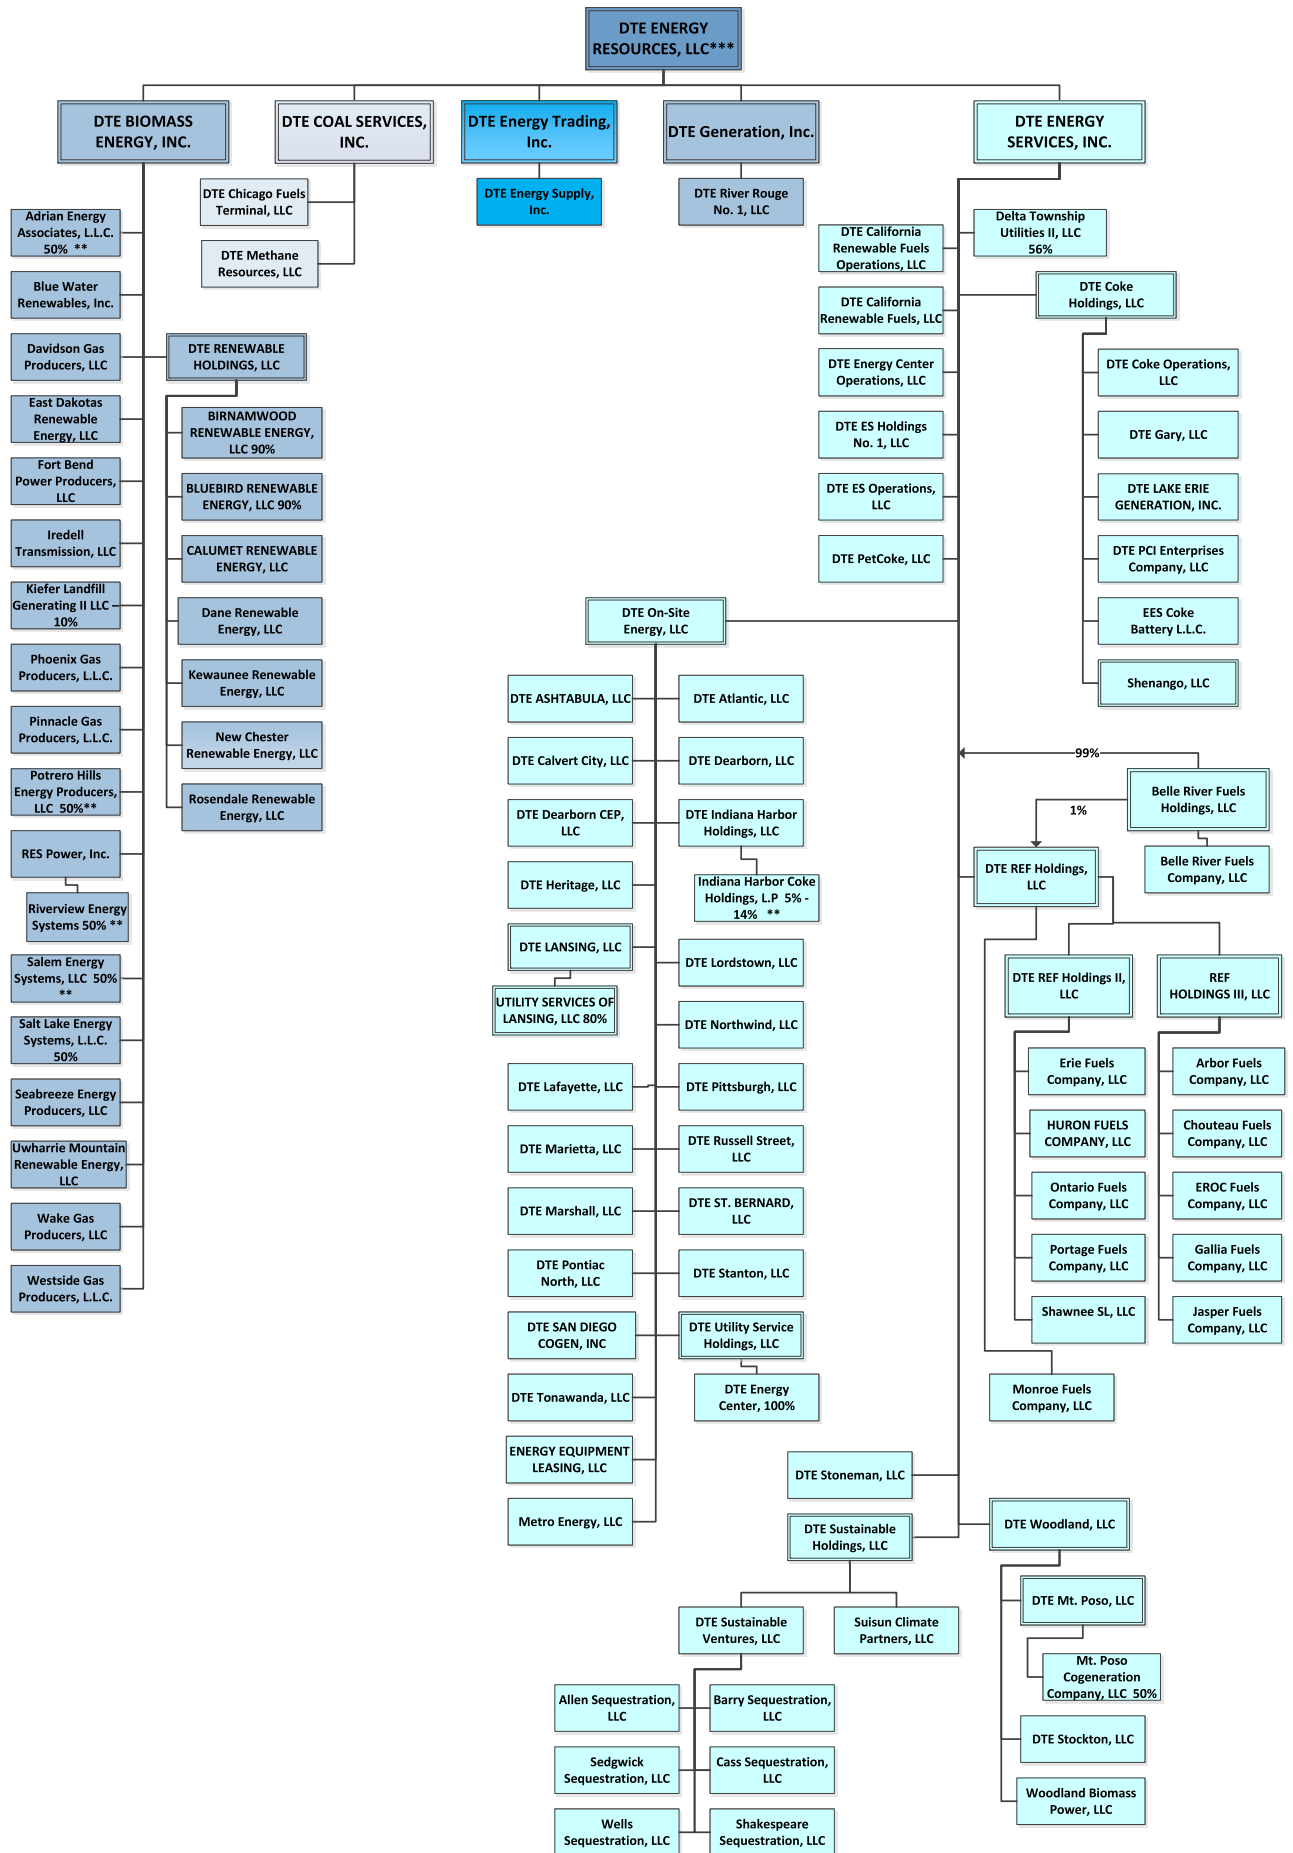 DTE ENERGY
RESOURCES, LLC***
DTE BIOMASS
ENERGY, INC.
DTE COAL SERVICES,
INC.
DTE Energy Trading,
Inc.
DTE Generation, Inc.
DTE ENERGY
SERVICES, INC.
DTE Chicago Fuels
Terminal, LLC
DTE Methane
Resources, LLC
DTE Energy Supply,
Inc.
DTE River Rouge
No. 1, LLC
Adrian Energy
Associates, L.L.C.
50%  **
Blue Water
Renewables, Inc.
Davidson Gas
Producers, LLC
East Dakotas
Renewable
Energy, LLC
Fort Bend
Power Producers,
LLC
Iredell
Transmission, LLC
Kiefer Landfill
Generating II LLC –
10%
Phoenix Gas
Producers, L.L.C.
Pinnacle Gas
Producers, L.L.C.
Potrero Hills
Energy Producers,
LLC  50%**
RES Power, Inc.
Riverview Energy
Systems 50% **
Salem Energy
Systems, LLC  50%
**
Salt Lake Energy
Systems, L.L.C.
50%
Seabreeze Energy
Producers, LLC
Uwharrie Mountain
Renewable Energy,
LLC
Wake Gas
Producers, LLC
Westside Gas
Producers, L.L.C.
DTE RENEWABLE
HOLDINGS, LLC
BIRNAMWOOD
RENEWABLE ENERGY,
LLC 90%
BLUEBIRD RENEWABLE
ENERGY, LLC 90%
CALUMET RENEWABLE
ENERGY, LLC
Dane Renewable
Energy, LLC
Kewaunee Renewable
Energy, LLC
New Chester
Renewable Energy, LLC
Rosendale Renewable
Energy, LLC
DTE California
Renewable Fuels
Operations, LLC
DTE California
Renewable Fuels, LLC
DTE Energy Center
Operations, LLC
DTE ES Holdings
No. 1, LLC
DTE ES Operations,
LLC
DTE PetCoke, LLC
Delta Township
Utilities II, LLC
56%
DTE Coke
Holdings, LLC
DTE Coke Operations,
LLC
DTE Gary, LLC
DTE LAKE ERIE
GENERATION, INC.
DTE PCI Enterprises
Company, LLC
EES Coke
Battery L.L.C.
Shenango, LLC
DTE On-Site
Energy, LLC
DTE ASHTABULA, LLC
DTE Atlantic, LLC
DTE Calvert City, LLC
DTE Dearborn, LLC
DTE Dearborn CEP,
LLC
DTE Indiana Harbor
Holdings, LLC
DTE Heritage, LLC
Indiana Harbor Coke
Holdings, L.P  5% -
14%   **
DTE LANSING, LLC
DTE Lordstown, LLC
UTILITY SERVICES OF
LANSING, LLC 80%
DTE Northwind, LLC
DTE Lafayette, LLC
DTE Pittsburgh, LLC
DTE Marietta, LLC
DTE Russell Street,
LLC
DTE Marshall, LLC
DTE ST. BERNARD,
LLC
DTE Pontiac
North, LLC
DTE Stanton, LLC
DTE SAN DIEGO
COGEN, INC
DTE Utility Service
Holdings, LLC
DTE Tonawanda, LLC
DTE Energy
Center, 100%
ENERGY EQUIPMENT
LEASING, LLC
Metro Energy, LLC
99%
Belle River Fuels
Holdings, LLC
1%
Belle River Fuels
Company, LLC
DTE REF Holdings,
LLC
DTE REF Holdings II,
LLC
REF
HOLDINGS III, LLC
Erie Fuels
Company, LLC
Arbor Fuels
Company, LLC
HURON FUELS
COMPANY, LLC
Chouteau Fuels
Company, LLC
Ontario Fuels
Company, LLC
EROC Fuels
Company, LLC
Portage Fuels
Company, LLC
Gallia Fuels
Company, LLC
Shawnee SL, LLC
Jasper Fuels
Company, LLC
Monroe Fuels
Company, LLC
DTE Stoneman, LLC
DTE Sustainable
Holdings, LLC
DTE Woodland, LLC
DTE Sustainable
Ventures, LLC
Suisun Climate
Partners, LLC
DTE Mt. Poso, LLC
Mt. Poso
Cogeneration
Company, LLC  50%
DTE Stockton, LLC
Woodland Biomass
Power, LLC
Allen Sequestration,
LLC
Barry Sequestration,
LLC
Sedgwick
Sequestration, LLC
Cass Sequestration,
LLC
Wells
Sequestration, LLC
Shakespeare
Sequestration, LLC